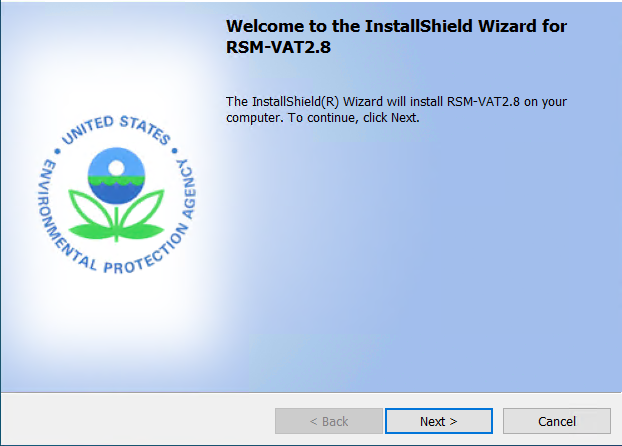 Welcome to the InstallShield Wizard for
RSM-VAT2.8
The InstallShield(R) Wizard will install RSM-VAT2.8 on your
computer. To continue, click Next.
UNITED STATES
ENVIRONMENTAL PROTECTION AGENCY
< Back
Next >
Cancel